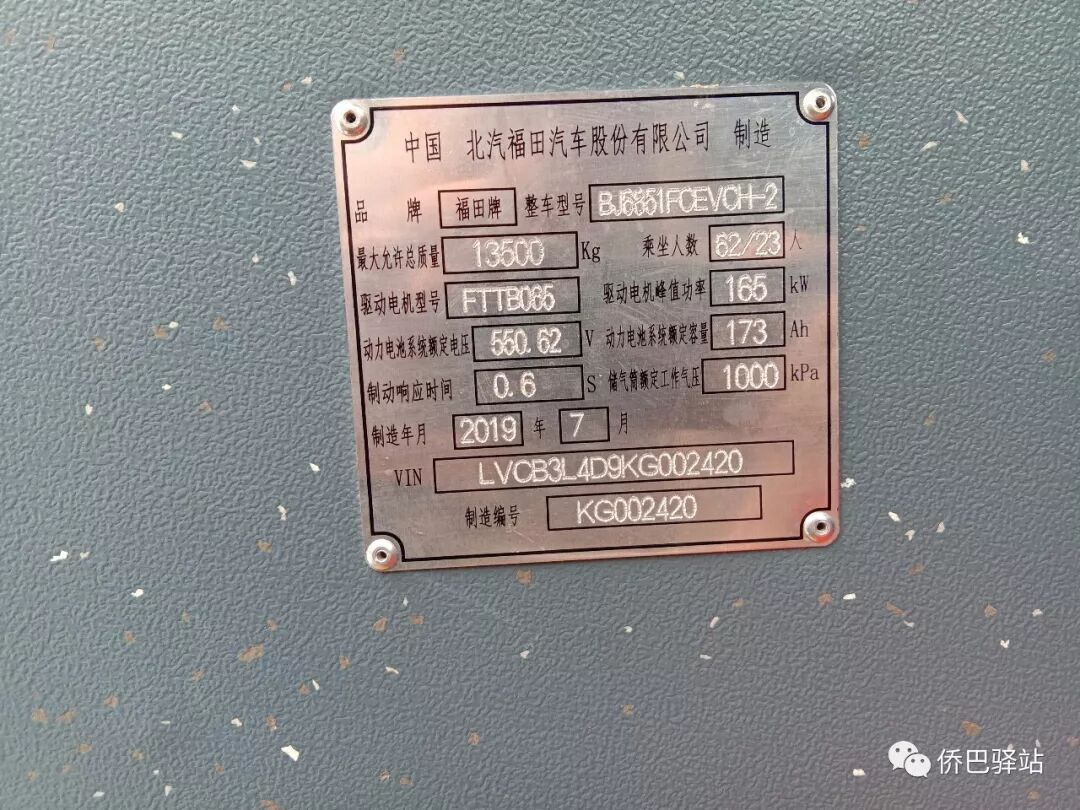 中国 北汽福田汽车股份有限公司 制造
品 牌 福田牌 整车型号 BJ6851FCEVCH-2
最大允许总质量 13500 Kg 乘坐人数 62/23 人
驱动电机型号 FTTB085 驱动电机峰值功率 165 kW
动力电池系统额定电压 550.62 V 动力电池系统额定容量 173 Ah
制动响应时间 0.6 S 储气筒额定工作气压 1000 kPa
制造年月 2019 年 7 月
VIN LVCB3L4D9KG002420
制造编号 KG002420
侨巴驿站